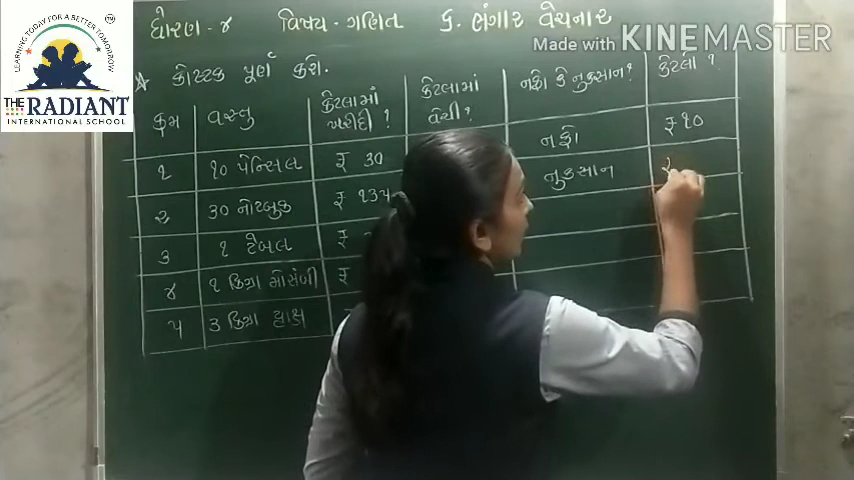 LEARNING FOR A BETTER TOMORROW
TM
THE RADIANT
INTERNATIONAL SCHOOL
Made with KINEMASTER
ધોરણ - ૪ વિષય - ગણિત ૬. ભંગાર વેચનાર
કોષ્ટક પૂર્ણ કરો.
ક્રમ વસ્તુ કેટલામાં ખરીદી ? કેટલામાં વેચી ? નફો કે નુકસાન ? કેટલો ?
૧ ૧૦ પેન્સિલ ₹ ૩૦ નફો ₹ ૧૦
૨ ૩૦ નોટબુક ₹ ૧૩૫ નુકસાન
૩ ૧ ટેબલ ₹
૪ ૧ કિગ્રા મોસંબી ₹
૫ ૩ કિગ્રા દ્રાક્ષ